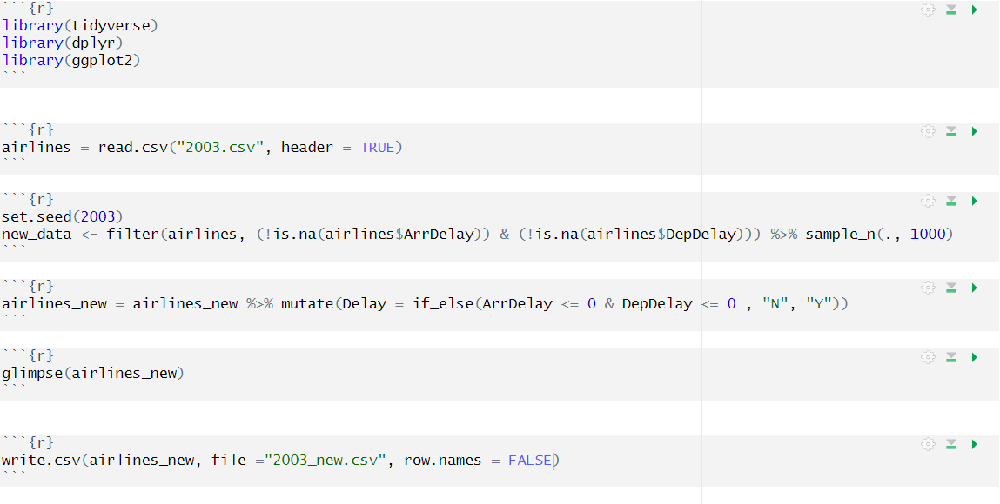 ```{r}
library(tidyverse)
library(dplyr)
library(ggplot2)
```
```{r}
airlines = read.csv("2003.csv", header = TRUE)
```
```{r}
set.seed(2003)
new_data <- filter(airlines, (!is.na(airlines$ArrDelay)) & (!is.na(airlines$DepDelay))) %>% sample_n(., 1000)
```
```{r}
airlines_new = airlines_new %>% mutate(Delay = if_else(ArrDelay <= 0 & DepDelay <= 0 , "N", "Y"))
```
```{r}
glimpse(airlines_new)
```
```{r}
write.csv(airlines_new, file ="2003_new.csv", row.names = FALSE)
```